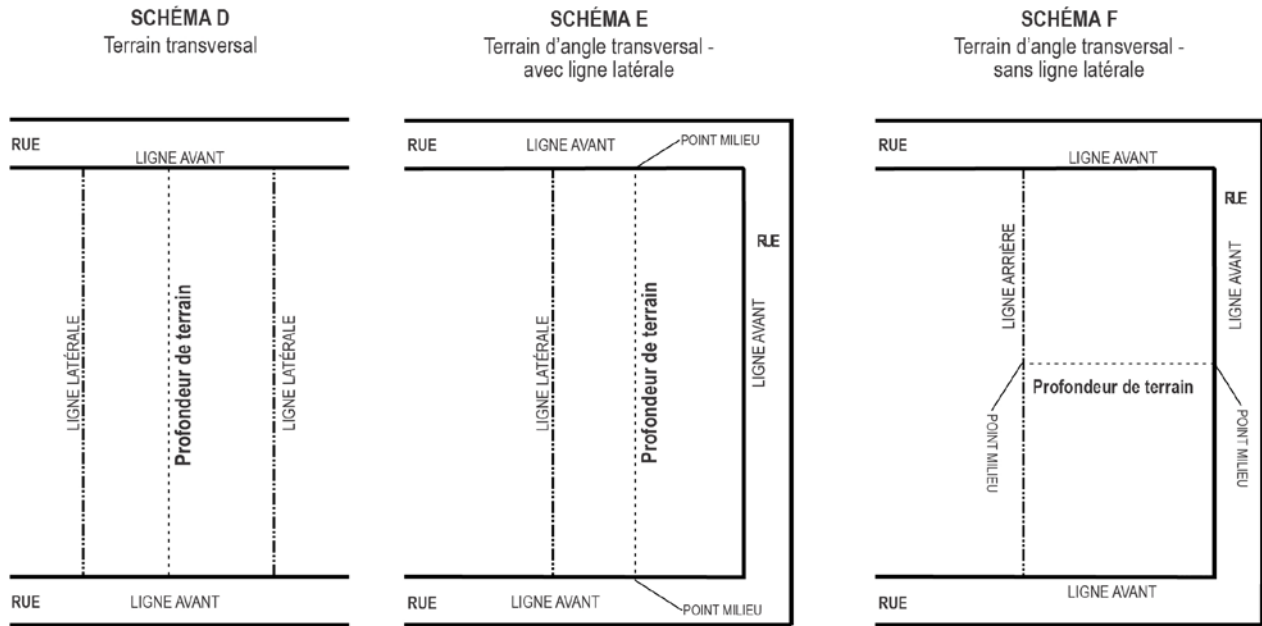 SCHÉMA D
Terrain transversal
RUE
LIGNE AVANT
LIGNE LATÉRALE
Profondeur de terrain
LIGNE LATÉRALE
RUE
LIGNE AVANT
SCHÉMA E
Terrain d'angle transversal -
avec ligne latérale
RUE
LIGNE AVANT
POINT MILIEU
RUE
LIGNE LATÉRALE
Profondeur de terrain
LIGNE AVANT
RUE
LIGNE AVANT
POINT MILIEU
SCHÉMA F
Terrain d'angle transversal -
sans ligne latérale
RUE
LIGNE AVANT
RUE
LIGNE ARRIÈRE
LIGNE AVANT
Profondeur de terrain
POINT MILIEU
POINT MILIEU
RUE
LIGNE AVANT